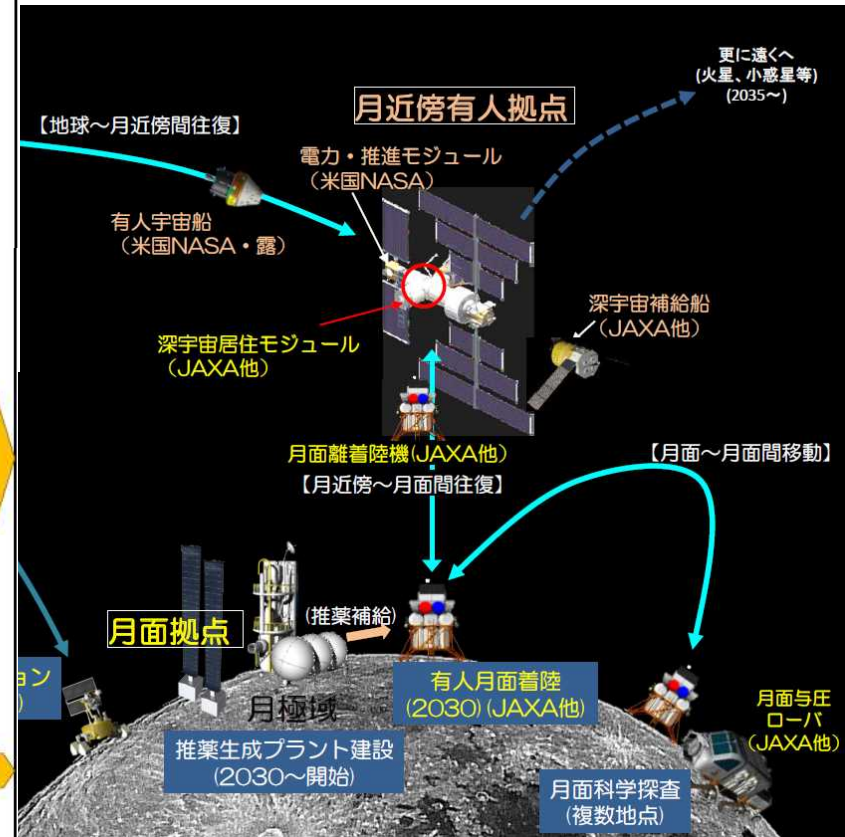 更に遠くへ
(火星、小惑星等)
(2035～)
月近傍有人拠点
【地球～月近傍間往復】
電力・推進モジュール
（米国NASA）
有人宇宙船
（米国NASA・露）
深宇宙補給船
（JAXA他）
深宇宙居住モジュール
（JAXA他）
月面離着陸機(JAXA他)
【月面～月面間移動】
【月近傍～月面間往復】
(推薬補給)
月面拠点
ョン
)
月極域
有人月面着陸
(2030) (JAXA他)
月面与圧
ローバ
（JAXA他）
推薬生成プラント建設
(2030～開始)
月面科学探査
(複数地点)